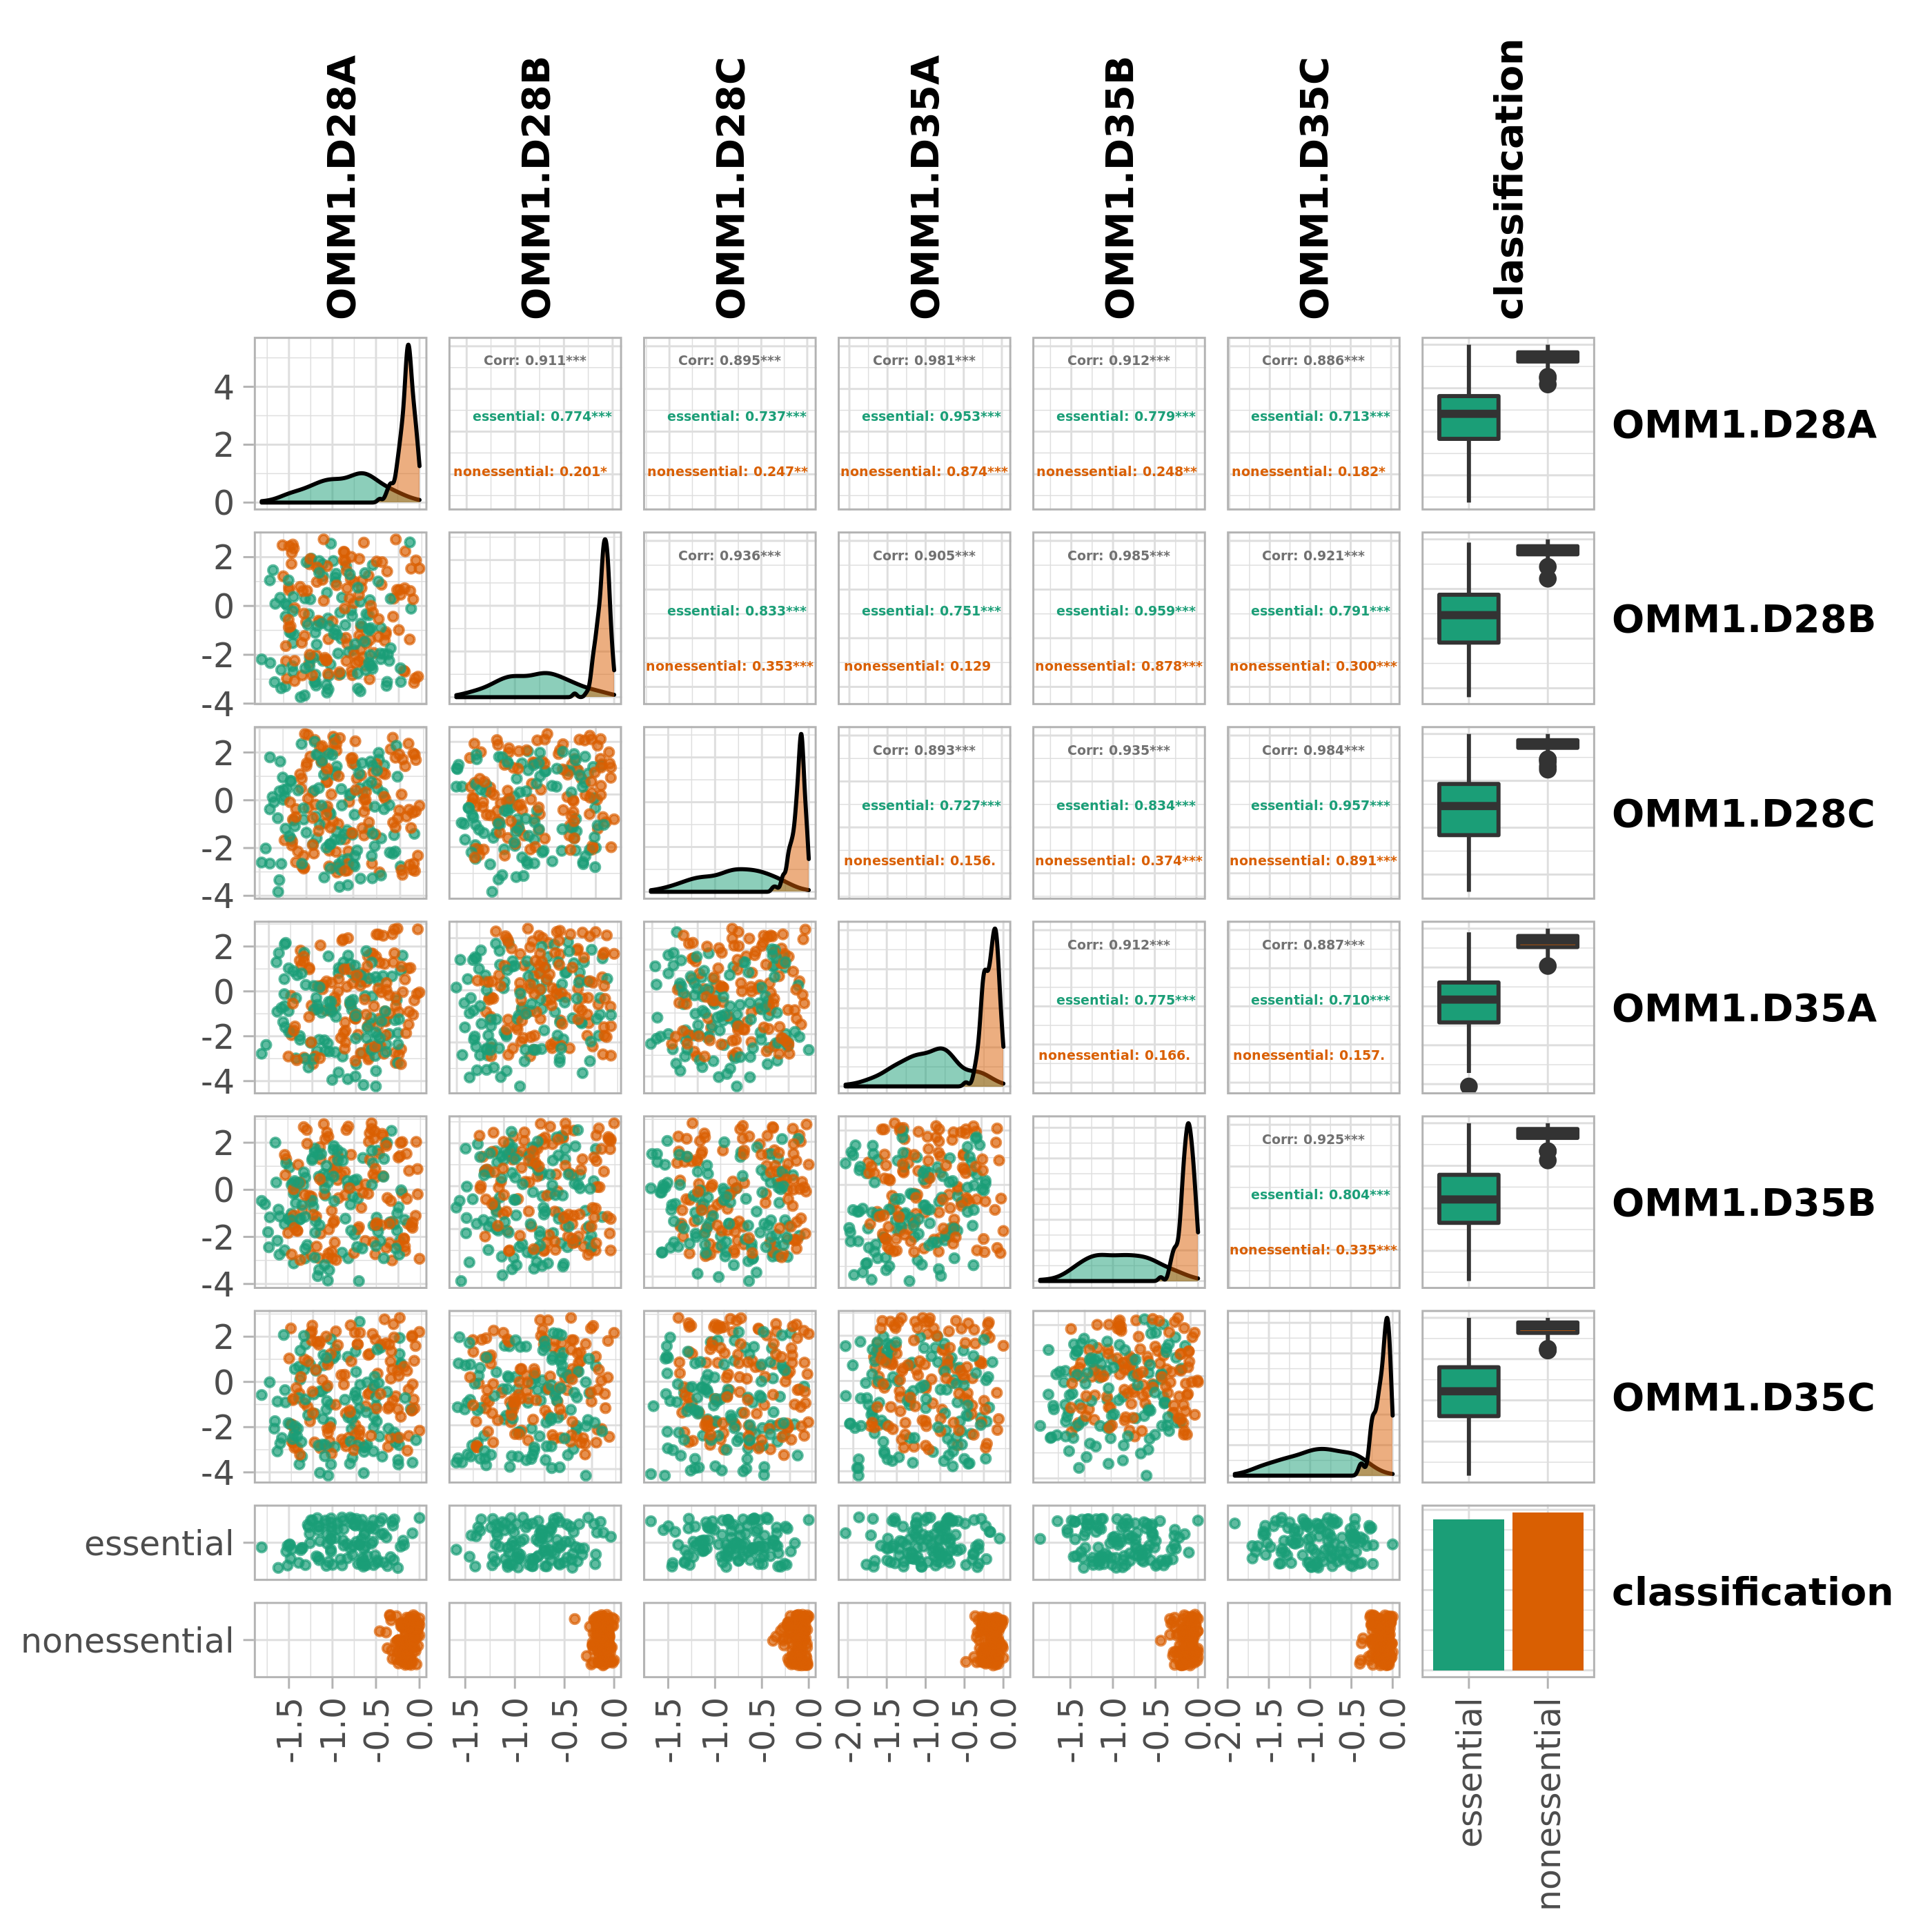 OMM1.D28A
OMM1.D28B
OMM1.D28C
OMM1.D35A
OMM1.D35B
OMM1.D35C
classification
4
2
0
Corr: 0.911***
essential: 0.774***
nonessential: 0.201*
Corr: 0.895***
essential: 0.737***
nonessential: 0.247**
Corr: 0.981***
essential: 0.953***
nonessential: 0.874***
Corr: 0.912***
essential: 0.779***
nonessential: 0.248**
Corr: 0.886***
essential: 0.713***
nonessential: 0.182*
OMM1.D28A
2
0
-2
-4
Corr: 0.936***
essential: 0.833***
nonessential: 0.353***
Corr: 0.905***
essential: 0.751***
nonessential: 0.129
Corr: 0.985***
essential: 0.959***
nonessential: 0.878***
Corr: 0.921***
essential: 0.791***
nonessential: 0.300***
OMM1.D28B
2
0
-2
-4
Corr: 0.893***
essential: 0.727***
nonessential: 0.156.
Corr: 0.935***
essential: 0.834***
nonessential: 0.374***
Corr: 0.984***
essential: 0.957***
nonessential: 0.891***
OMM1.D28C
2
0
-2
-4
Corr: 0.912***
essential: 0.775***
nonessential: 0.166.
Corr: 0.887***
essential: 0.710***
nonessential: 0.157.
OMM1.D35A
2
0
-2
-4
Corr: 0.925***
essential: 0.804***
nonessential: 0.335***
OMM1.D35B
2
0
-2
-4
OMM1.D35C
essential
nonessential
classification
-1.5
-1.0
-0.5
0.0
-1.5
-1.0
-0.5
0.0
-1.5
-1.0
-0.5
0.0
-2.0
-1.5
-1.0
-0.5
0.0
-1.5
-1.0
-0.5
0.0
-2.0
-1.5
-1.0
-0.5
0.0
essential
nonessential